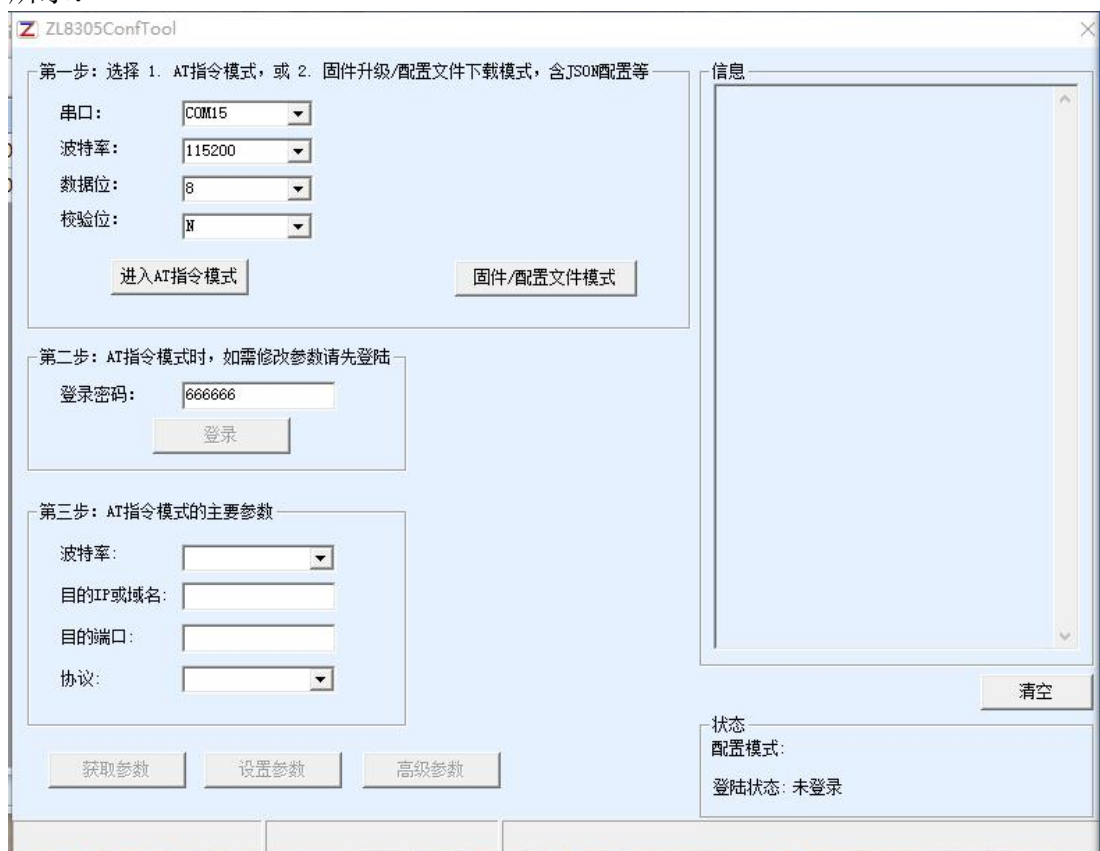 ZL8305ConfTool
第一步：选择 1. AT指令模式，或 2. 固件升级/配置文件下载模式，含JSON配置等
串口： COM15
波特率： 115200
数据位： 8
校验位： N
进入AT指令模式 固件/配置文件模式
第二步：AT指令模式时，如需修改参数请先登陆
登录密码： 666666
登录
第三步：AT指令模式的主要参数
波特率:
目的IP或域名:
目的端口:
协议:
获取参数 设置参数 高级参数
信息
清空
状态
配置模式:
登陆状态: 未登录